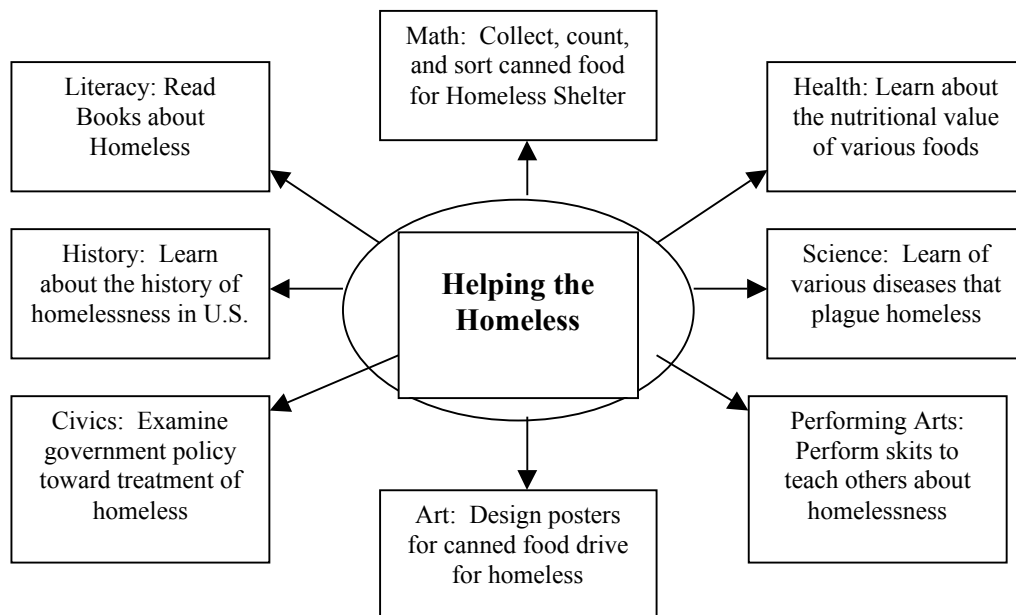 Math:  Collect, count,
and sort canned food
for Homeless Shelter
Literacy: Read
Books about
Homeless
Health: Learn about
the nutritional value
of various foods
History:  Learn
about the history of
homelessness in U.S.
Helping the
Homeless
Science:  Learn of
various diseases that
plague homeless
Civics:  Examine
government policy
toward treatment of
homeless
Performing Arts:
Perform skits to
teach others about
homelessness
Art:  Design posters
for canned food drive
for homeless